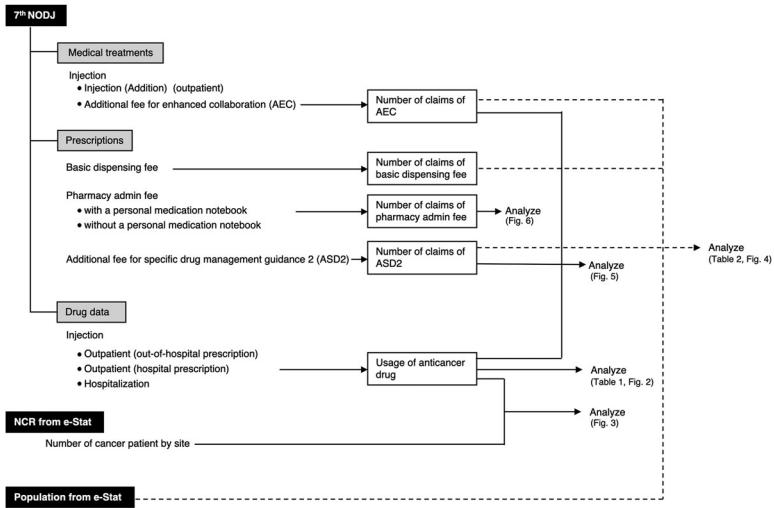 7th NODJ
Medical treatments
Injection
• Injection (Addition) (outpatient)
• Additional fee for enhanced collaboration (AEC)
Number of claims of
AEC
Prescriptions
Basic dispensing fee
Number of claims of
basic dispensing fee
Pharmacy admin fee
• with a personal medication notebook
• without a personal medication notebook
Number of claims of
pharmacy admin fee
Analyze
(Fig. 6)
Additional fee for specific drug management guidance 2 (ASD2)
Number of claims of
ASD2
Analyze
(Table 2, Fig. 4)
Analyze
(Fig. 5)
Drug data
Injection
• Outpatient (out-of-hospital prescription)
• Outpatient (hospital prescription)
• Hospitalization
Usage of anticancer
drug
Analyze
(Table 1, Fig. 2)
Analyze
(Fig. 3)
NCR from e-Stat
Number of cancer patient by site
Population from e-Stat